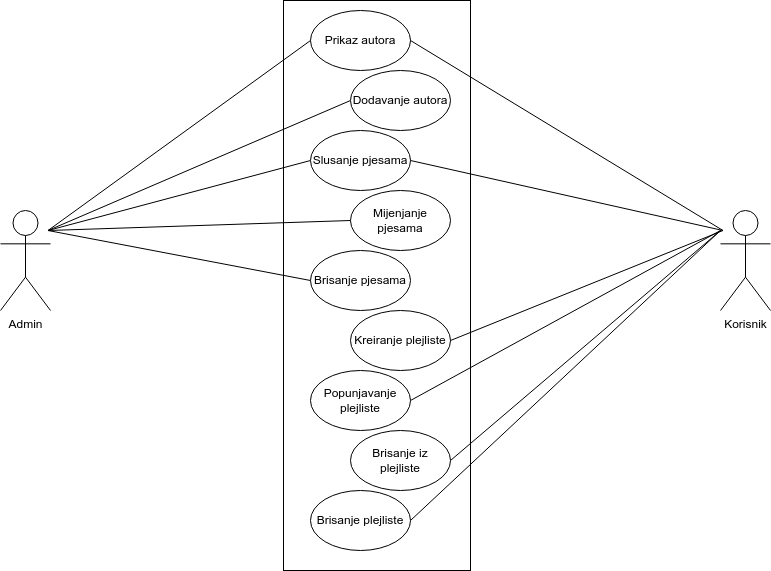 Prikaz autora
Dodavanje autora
Slusanje pjesama
Mijenjanje
pjesama
Brisanje pjesama
Admin
Korisnik
Kreiranje plejliste
Popunjavanje
plejliste
Brisanje iz
plejliste
Brisanje plejliste